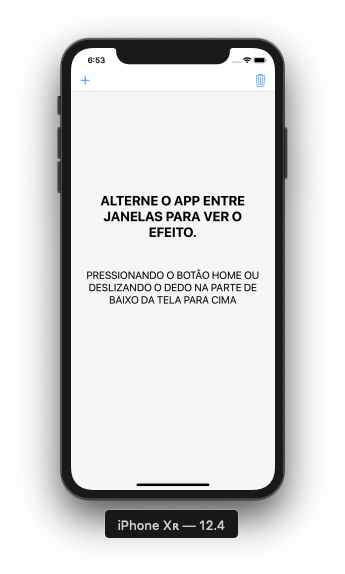 6:53
+
ALTERNE O APP ENTRE
JANELAS PARA VER O
EFEITO.
PRESSIONANDO O BOTÃO HOME OU
DESLIZANDO O DEDO NA PARTE DE
BAIXO DA TELA PARA CIMA
iPhone Xʀ — 12.4